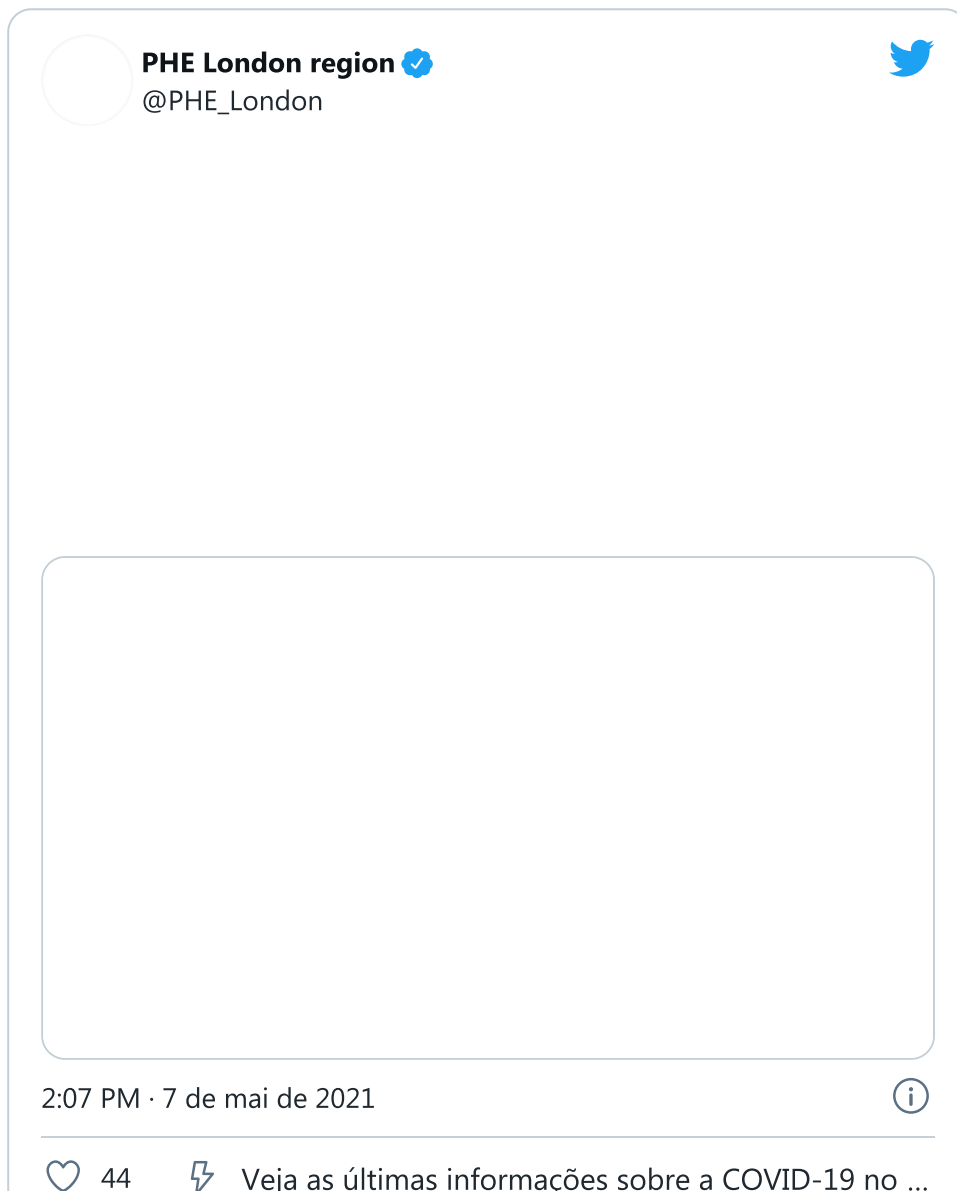 PHE London region
@PHE_London
2:07 PM · 7 de mai de 2021
44 Veja as últimas informações sobre a COVID-19 no ...